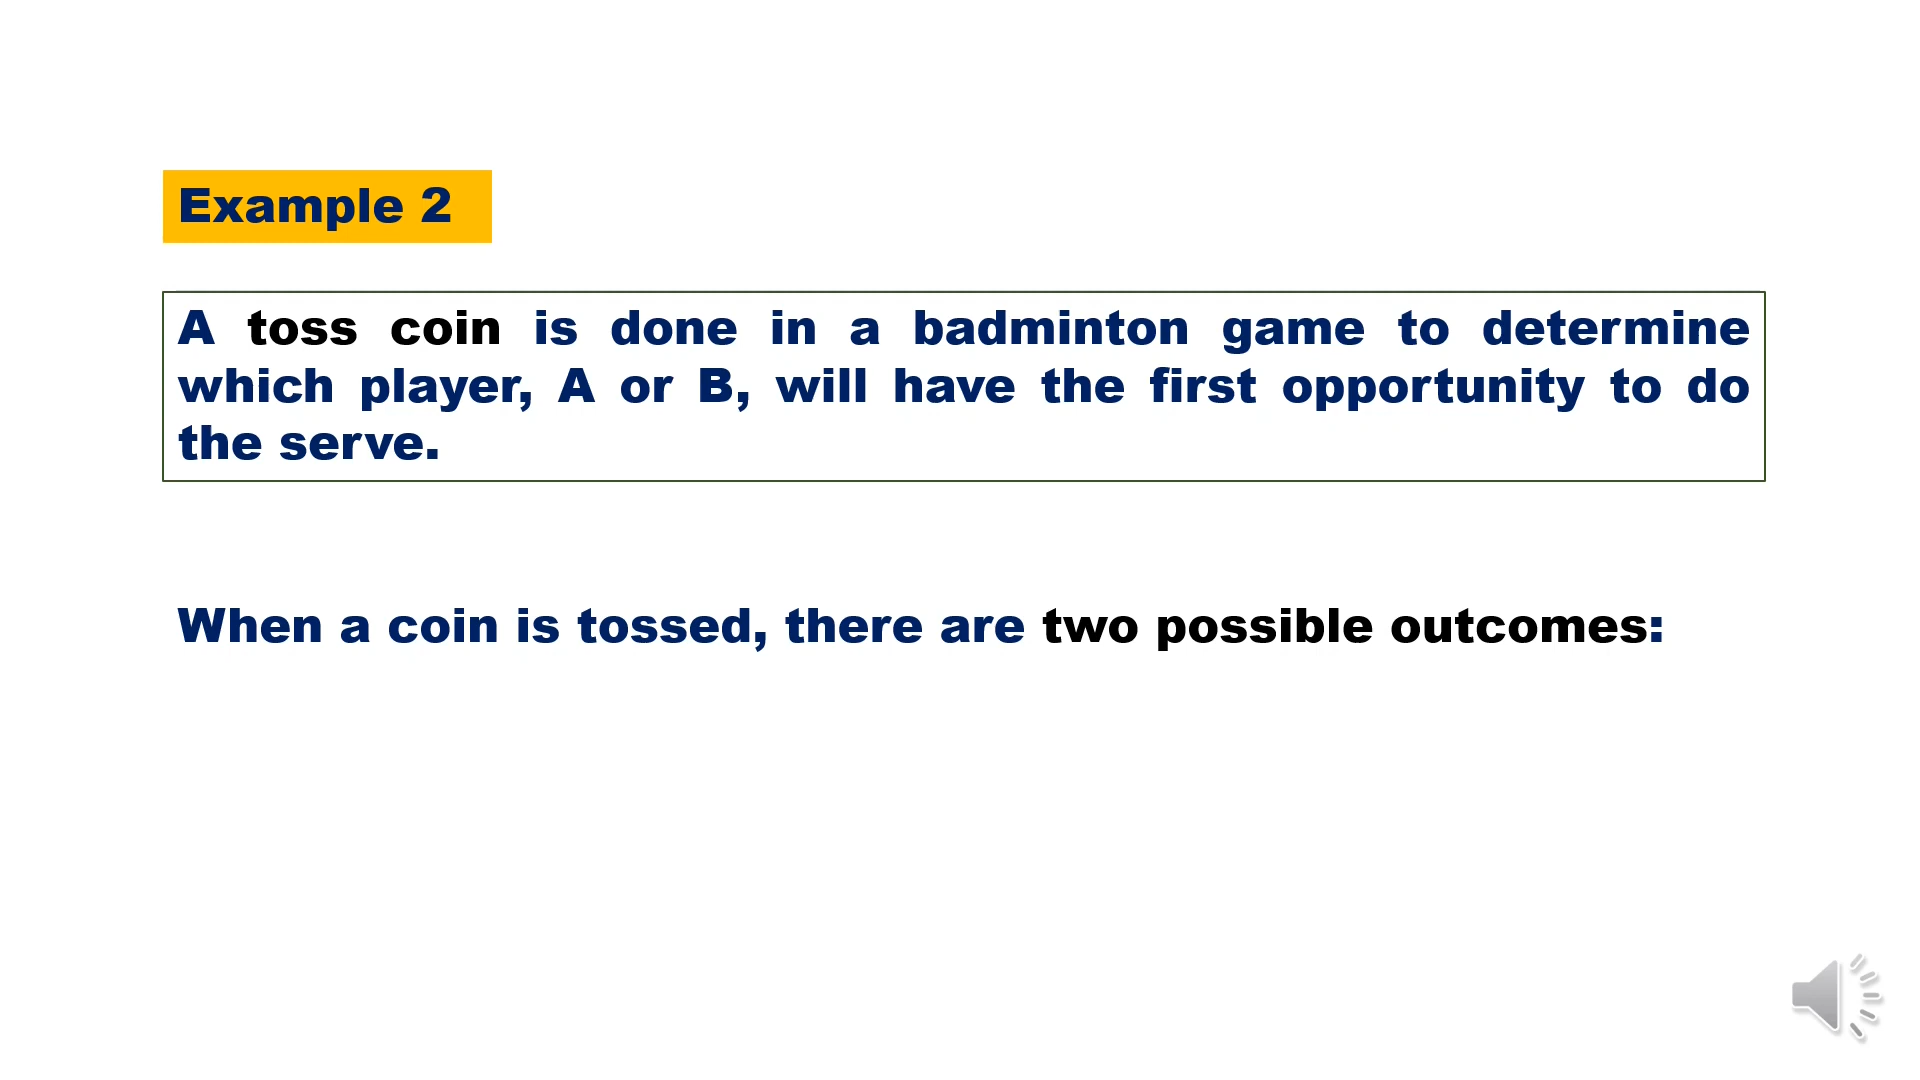 Example 2
A toss coin is done in a badminton game to determine
which player, A or B, will have the first opportunity to do
the serve.
When a coin is tossed, there are two possible outcomes: